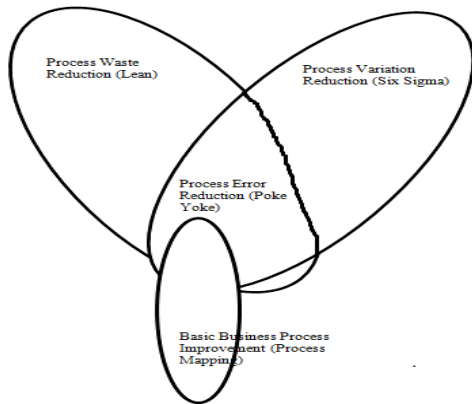 Process Waste
Reduction (Lean)
Process Variation
Reduction (Six Sigma)
Process Error
Reduction (Poke
Yoke)
Basic Business Process
Improvement (Process
Mapping)